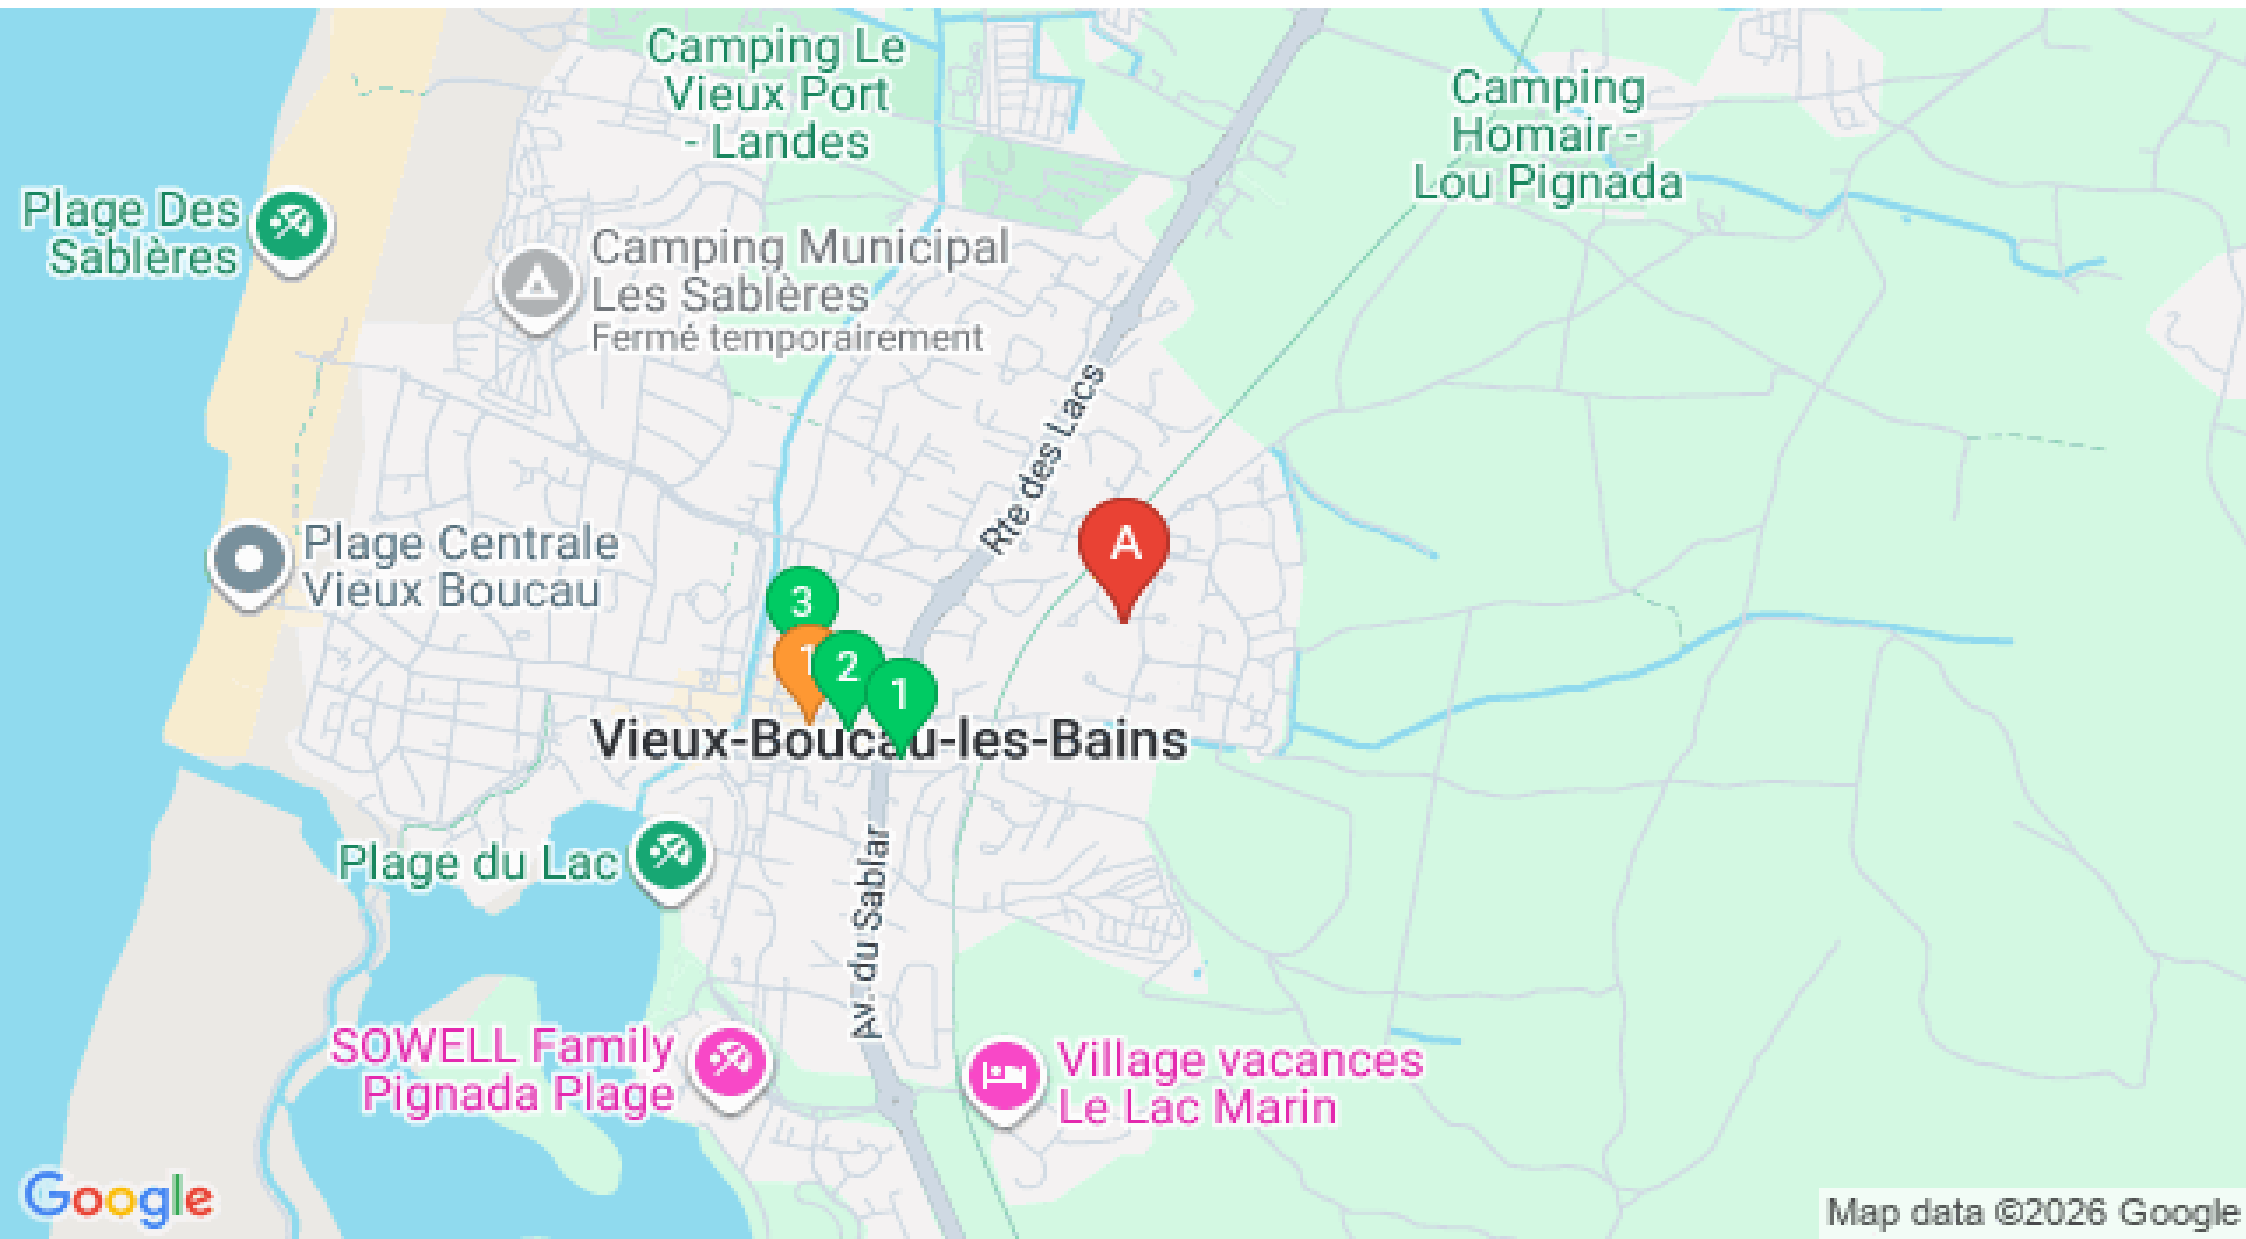 Camping Le
Vieux Port
- Landes
Camping
Homair -
Lou Pignada
Plage Des
Sablères
Camping Municipal
Les Sablères
Fermé temporairement
Rte des Lacs
A
Plage Centrale
Vieux Boucau
3
1
2
1
Vieux-Boucau-les-Bains
Plage du Lac
Av. du Sablar
SOWELL Family
Pignada Plage
Village vacances
Le Lac Marin
Google
Map data ©2026 Google